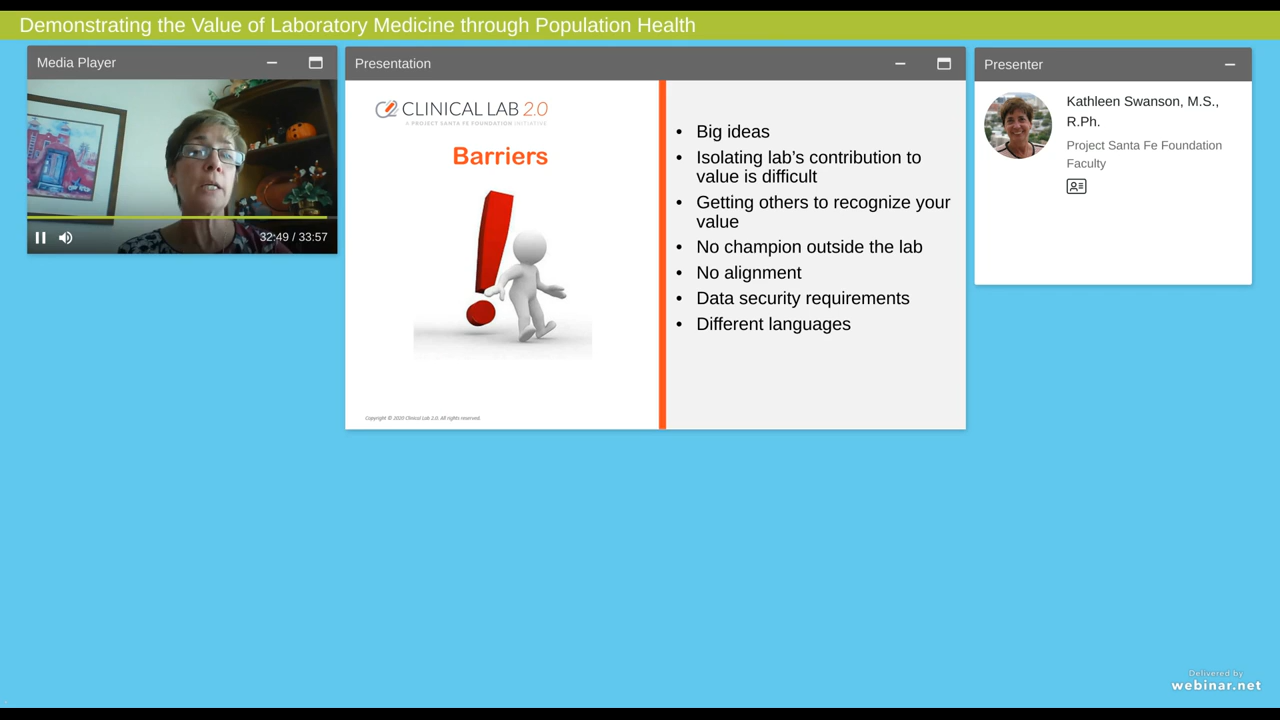 Demonstrating the Value of Laboratory Medicine through Population Health
Media Player
32:49 / 33:57
Presentation
CLINICAL LAB 2.0
A PROJECT SANTA FE FOUNDATION INITIATIVE
Barriers
Copyright © 2020 Clinical Lab 2.0. All rights reserved.
• Big ideas
• Isolating lab's contribution to
value is difficult
• Getting others to recognize your
value
• No champion outside the lab
• No alignment
• Data security requirements
• Different languages
Presenter
Kathleen Swanson, M.S.,
R.Ph.
Project Santa Fe Foundation
Faculty
Delivered by
webinar.net